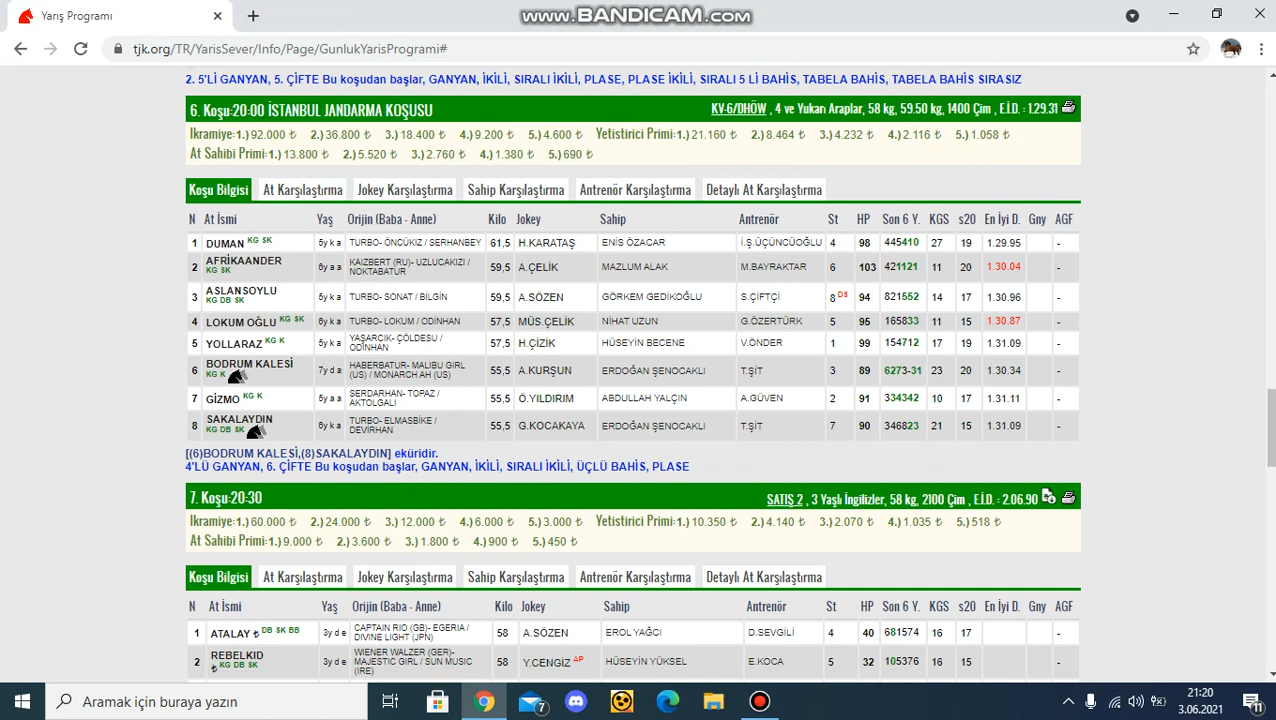 Yarış Programı
www.BANDICAM.com
tjk.org/TR/YarisSever/Info/Page/GunlukYarisProgrami#
2. 5'Lİ GANYAN, 5. ÇİFTE Bu koşudan başlar, GANYAN, İKİLİ, SIRALI İKİLİ, PLASE, PLASE İKİLİ, SIRALI 5 Lİ BAHİS, TABELA BAHİS, TABELA BAHİS SIRASIZ
6. Koşu:20:00 İSTANBUL JANDARMA KOŞUSU KV-6/DHÖW , 4 ve Yukarı Araplar, 58 kg, 59.50 kg, 1400 Çim , E.İ.D. : 1.29.31
Ikramiye:1.) 92.000 ₺ 2.) 36.800 ₺ 3.) 18.400 ₺ 4.) 9.200 ₺ 5.) 4.600 ₺ Yetistirici Primi:1.) 21.160 ₺ 2.) 8.464 ₺ 3.) 4.232 ₺ 4.) 2.116 ₺ 5.) 1.058 ₺
At Sahibi Primi:1.) 13.800 ₺ 2.) 5.520 ₺ 3.) 2.760 ₺ 4.) 1.380 ₺ 5.) 690 ₺
Koşu Bilgisi At Karşılaştırma Jokey Karşılaştırma Sahip Karşılaştırma Antrenör Karşılaştırma Detaylı At Karşılaştırma
N At İsmi Yaş Orijin (Baba - Anne) Kilo Jokey Sahip Antrenör St HP Son 6 Y. KGS s20 En İyi D. Gny AGF
1 DUMAN KG SK 5y k a TURBO- ÖNCÜKIZ / SERHANBEY 61,5 H.KARATAŞ ENİS ÖZACAR İ.Ş.ÜÇÜNCÜOĞLU 4 98 445410 27 19 1.29.95 -
2 AFRİKAANDER KG SK 6y a a KAIZBERT (RU)- UZLUCAKIZI / NOKTABATUR 59,5 A.ÇELİK MAZLUM ALAK M.BAYRAKTAR 6 103 421121 11 20 1.30.04 -
3 ASLANSOYLU KG DB SK 5y k a TURBO- SONAT / BİLGİN 59,5 A.SÖZEN GÖRKEM GEDİKOĞLU S.ÇİFTÇİ 8 DS 94 821552 14 17 1.30.96 -
4 LOKUM OĞLU KG SK 6y k a TURBO- LOKUM / ODİNHAN 57,5 MÜS.ÇELİK NİHAT UZUN G.ÖZERTÜRK 5 95 165833 11 15 1.30.87 -
5 YOLLARAZ KG K 5y k a YAŞARCIK- ÇÖLDESU / ODİNHAN 57,5 H.ÇİZİK HÜSEYİN BECENE V.ÖNDER 1 99 154712 17 19 1.31.09 -
6 BODRUM KALESİ KG K 7y d a HABERBATUR- MALIBU GIRL (US) / MONARCH AH (US) 55,5 A.KURŞUN ERDOĞAN ŞENOCAKLI T.ŞİT 3 89 6273-31 23 20 1.30.34 -
7 GİZMO KG K 5y a a SERDARHAN- TOPAZ / AKTOLGALI 55,5 Ö.YILDIRIM ABDULLAH YALÇIN A.GÜVEN 2 91 334342 10 17 1.31.11 -
8 SAKALAYDIN KG DB SK 6y k a TURBO- ELMASBİKE / DEVİRHAN 55,5 G.KOCAKAYA ERDOĞAN ŞENOCAKLI T.ŞİT 7 90 346823 21 15 1.31.09 -
[(6)BODRUM KALESİ,(8)SAKALAYDIN] eküridir.
4'LÜ GANYAN, 6. ÇİFTE Bu koşudan başlar, GANYAN, İKİLİ, SIRALI İKİLİ, ÜÇLÜ BAHİS, PLASE
7. Koşu:20:30 SATIŞ 2 , 3 Yaşlı İngilizler, 58 kg, 2100 Çim , E.İ.D. : 2.06.90
Ikramiye:1.) 60.000 ₺ 2.) 24.000 ₺ 3.) 12.000 ₺ 4.) 6.000 ₺ 5.) 3.000 ₺ Yetistirici Primi:1.) 10.350 ₺ 2.) 4.140 ₺ 3.) 2.070 ₺ 4.) 1.035 ₺ 5.) 518 ₺
At Sahibi Primi:1.) 9.000 ₺ 2.) 3.600 ₺ 3.) 1.800 ₺ 4.) 900 ₺ 5.) 450 ₺
Koşu Bilgisi At Karşılaştırma Jokey Karşılaştırma Sahip Karşılaştırma Antrenör Karşılaştırma Detaylı At Karşılaştırma
N At İsmi Yaş Orijin (Baba - Anne) Kilo Jokey Sahip Antrenör St HP Son 6 Y. KGS s20 En İyi D. Gny AGF
1 ATALAY ₺ DB SK BB 3y d e CAPTAIN RIO (GB)- EGERIA / DIVINE LIGHT (JPN) 58 A.SÖZEN EROL YAĞCI D.SEVGİLİ 4 40 681574 16 17 -
2 REBELKID ₺ KG DB SK 3y d e WIENER WALZER (GER)- MAJESTIC GIRL / SUN MUSIC (IRE) 58 Y.CENGİZ AP HÜSEYİN YÜKSEL E.KOCA 5 32 105376 16 15 -
Aramak için buraya yazın
7
21:20
3.06.2021
11